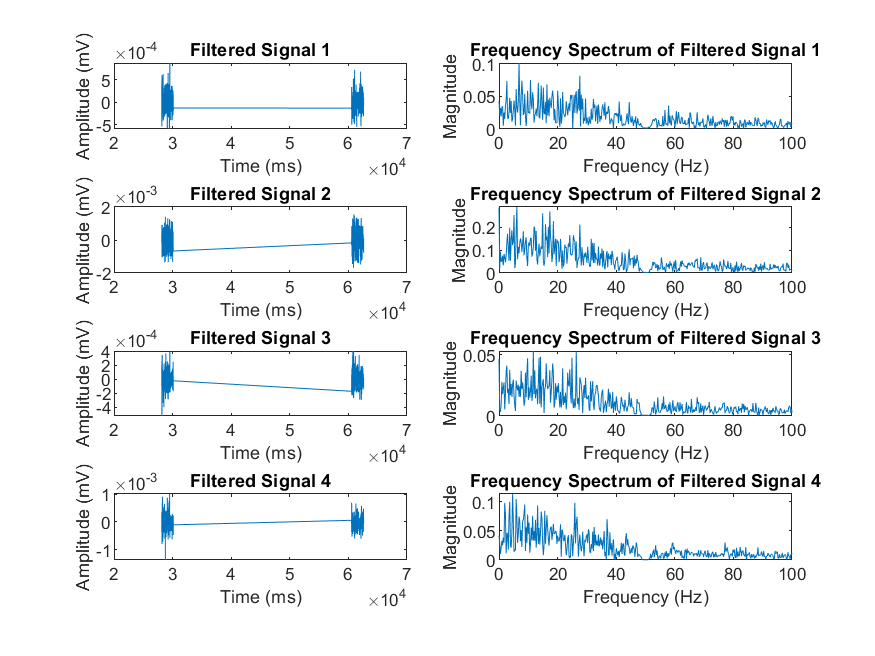 Filtered Signal 1
×10^-4
Amplitude (mV)
5
0
-5
2 3 4 5 6 7
Time (ms)
×10^4
Frequency Spectrum of Filtered Signal 1
Magnitude
0.1
0.05
0
0 20 40 60 80 100
Frequency (Hz)
Filtered Signal 2
×10^-3
Amplitude (mV)
2
0
-2
2 3 4 5 6 7
Time (ms)
×10^4
Frequency Spectrum of Filtered Signal 2
Magnitude
0.2
0.1
0
0 20 40 60 80 100
Frequency (Hz)
Filtered Signal 3
×10^-4
Amplitude (mV)
4
2
0
-2
-4
2 3 4 5 6 7
Time (ms)
×10^4
Frequency Spectrum of Filtered Signal 3
Magnitude
0.05
0
0 20 40 60 80 100
Frequency (Hz)
Filtered Signal 4
×10^-3
Amplitude (mV)
1
0
-1
2 3 4 5 6 7
Time (ms)
×10^4
Frequency Spectrum of Filtered Signal 4
Magnitude
0.1
0.05
0
0 20 40 60 80 100
Frequency (Hz)